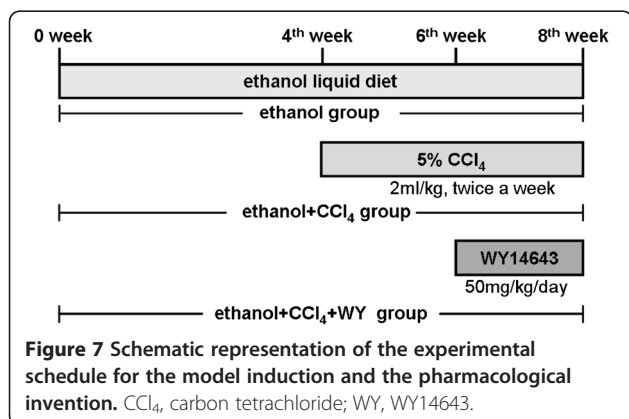 0 week 4th week 6th week 8th week
ethanol liquid diet
ethanol group
5% CCl4
2ml/kg, twice a week
ethanol+CCl4 group
WY14643
50mg/kg/day
ethanol+CCl4+WY group
Figure 7 Schematic representation of the experimental
schedule for the model induction and the pharmacological
invention. CCl4, carbon tetrachloride; WY, WY14643.